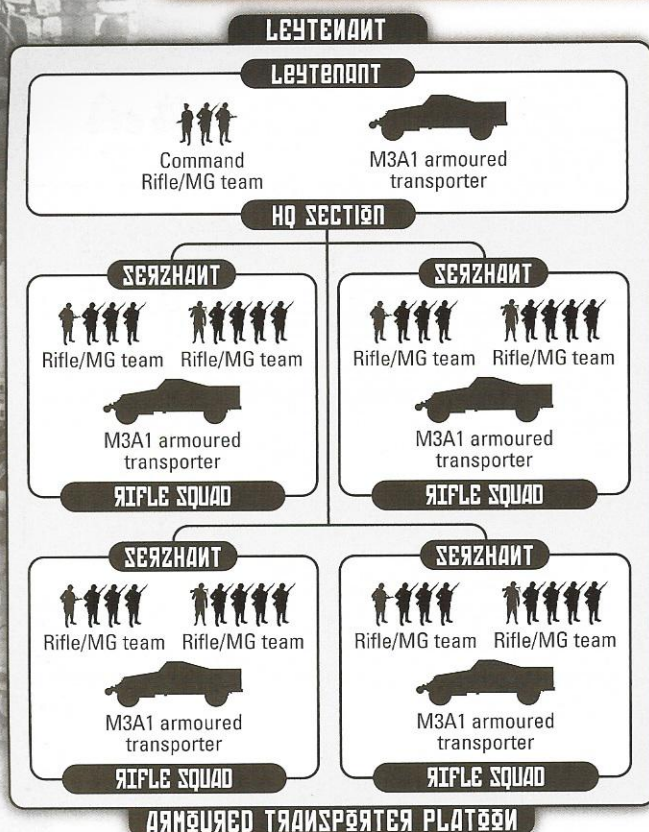 LEYTENANT
LEYTENANT
Command
Rifle/MG team
M3A1 armoured
transporter
HQ SECTION
SERZHANT
Rifle/MG team Rifle/MG team
M3A1 armoured
transporter
RIFLE SQUAD
SERZHANT
Rifle/MG team Rifle/MG team
M3A1 armoured
transporter
RIFLE SQUAD
SERZHANT
Rifle/MG team Rifle/MG team
M3A1 armoured
transporter
RIFLE SQUAD
SERZHANT
Rifle/MG team Rifle/MG team
M3A1 armoured
transporter
RIFLE SQUAD
ARMOURED TRANSPORTER PLATOON